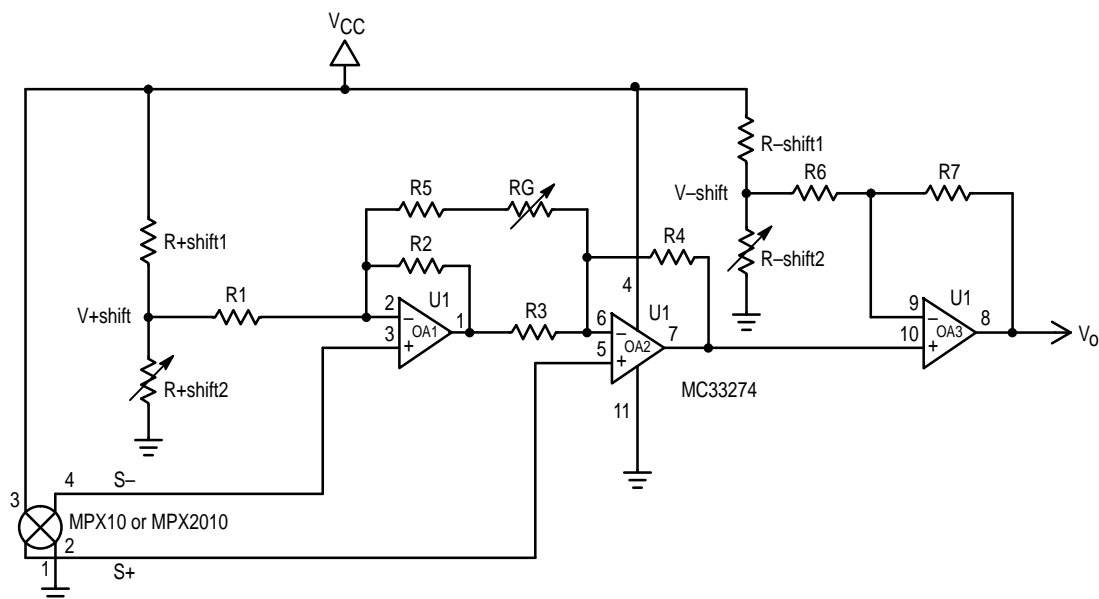 VCC
R–shift1
R6
R7
V–shift
R5
RG
R+shift1
R4
R–shift2
R2
4
R1
U1
U1
U1
V+shift
2
–
1
R3
6
–
7
9
–
8
3
OA1
+
5
OA2
+
10
OA3
+
Vo
R+shift2
MC33274
11
4
S–
3
MPX10 or MPX2010
2
1
S+